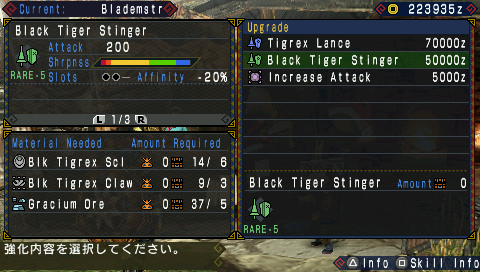 Current: Blademstr
223935z
Black Tiger Stinger
Attack 200
Shrpnss
RARE-5
Slots Affinity -20%
L 1/3 R
Material Needed Amount Required
Blk Tigrex Scl 0 14/ 6
Blk Tigrex Claw 0 9/ 3
Gracium Ore 0 37/ 5
Upgrade
Tigrex Lance 70000z
Black Tiger Stinger 50000z
Increase Attack 5000z
Black Tiger Stinger Amount 0
RARE-5
強化内容を選択してください。
Info Skill Info